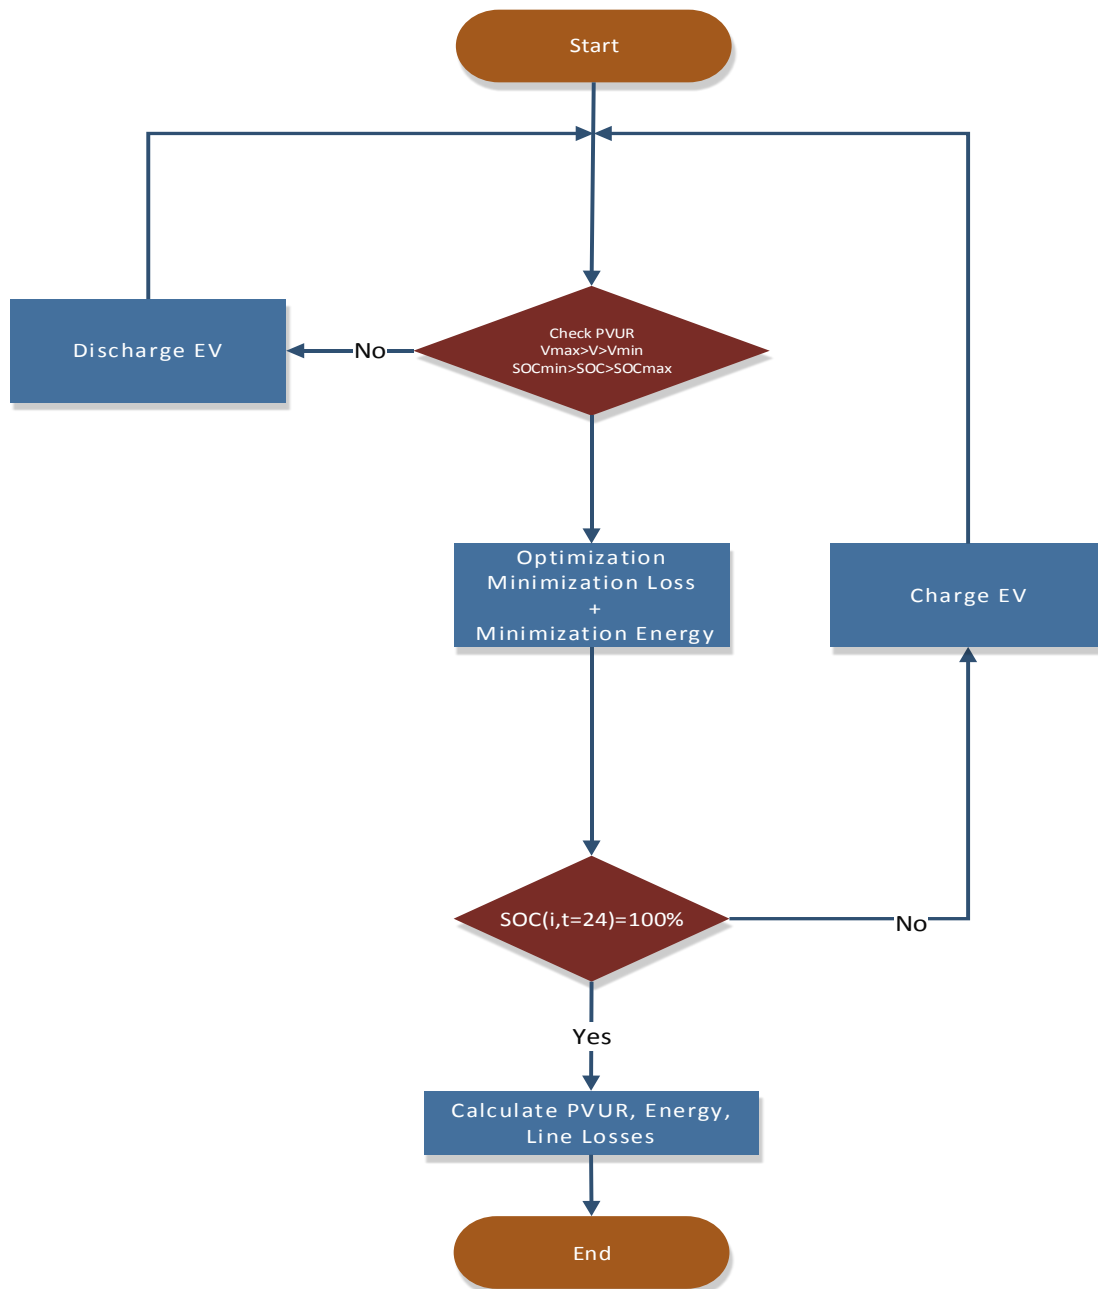 Start
Check PVUR
Vmax>V>Vmin
SOCmin>SOC>SOCmax
No
Discharge EV
Optimization
Minimization Loss
+
Minimization Energy
Charge EV
SOC(i,t=24)=100%
No
Yes
Calculate PVUR, Energy,
Line Losses
End